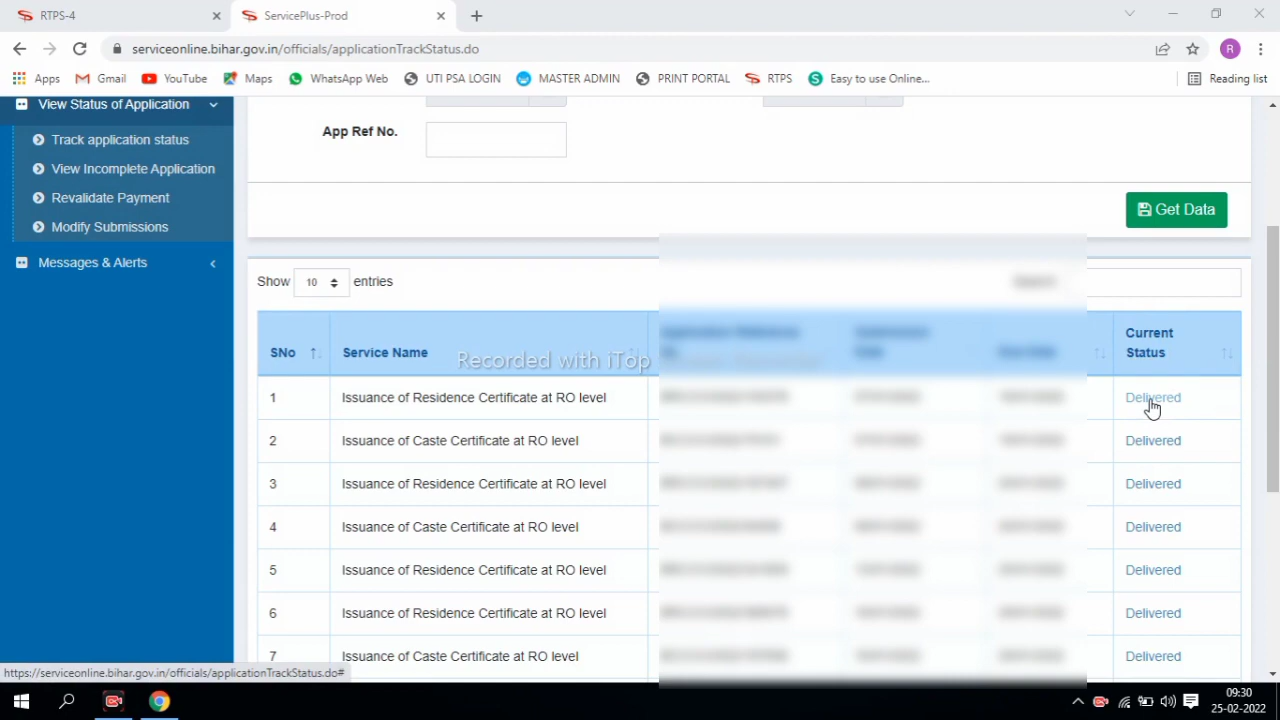 RTPS-4
ServicePlus-Prod
serviceonline.bihar.gov.in/officials/applicationTrackStatus.do
R
Apps
Gmail
YouTube
Maps
WhatsApp Web
UTI PSA LOGIN
MASTER ADMIN
PRINT PORTAL
RTPS
Easy to use Online...
Reading list
View Status of Application
Track application status
View Incomplete Application
Revalidate Payment
Modify Submissions
Messages & Alerts
App Ref No.
Get Data
Show 10 entries
SNo Service Name Current Status
Recorded with iTop
1 Issuance of Residence Certificate at RO level Delivered
2 Issuance of Caste Certificate at RO level Delivered
3 Issuance of Residence Certificate at RO level Delivered
4 Issuance of Caste Certificate at RO level Delivered
5 Issuance of Residence Certificate at RO level Delivered
6 Issuance of Residence Certificate at RO level Delivered
7 Issuance of Caste Certificate at RO level Delivered
https://serviceonline.bihar.gov.in/officials/applicationTrackStatus.do#
09:30
25-02-2022